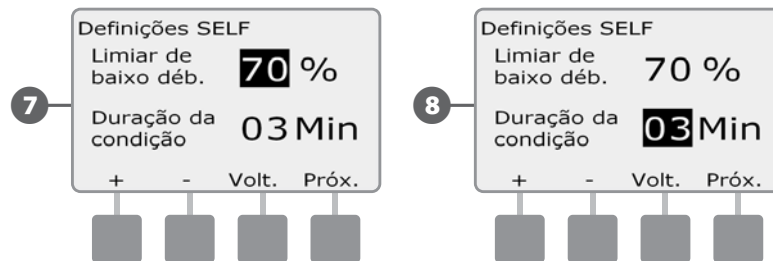 7
Definições SELF
Limiar de
baixo déb. 70 %
Duração da
condição 03 Min
+ - Volt. Próx.
8
Definições SELF
Limiar de
baixo déb. 70 %
Duração da
condição 03 Min
+ - Volt. Próx.